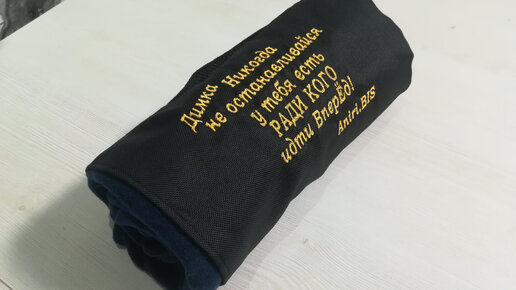 Димка Никогда
не останавливайся
у тебя есть
РАДИ КОГО
идти ВперЁд!
Aniri.BIS